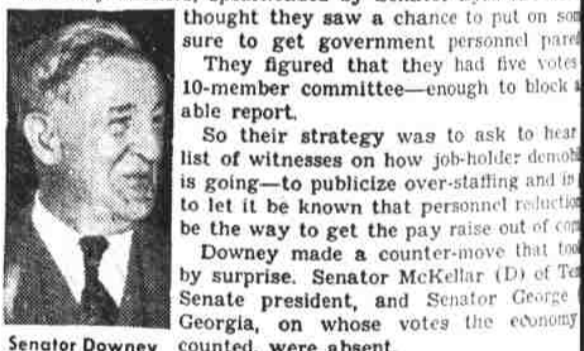 thought they saw a chance to put on
sure to get government personnel
They figured that they had five votes
10-member committee—enough to block
able report.
So their strategy was to ask to hear
list of witnesses on how job-holder
is going—to publicize over-staffing and
to let it be known that personnel
be the way to get the pay raise out of
Downey made a counter-move that
by surprise. Senator McKellar (D) of
Senate president, and Senator George
Georgia, on whose votes the economy
counted, were absent.
Senator Downey